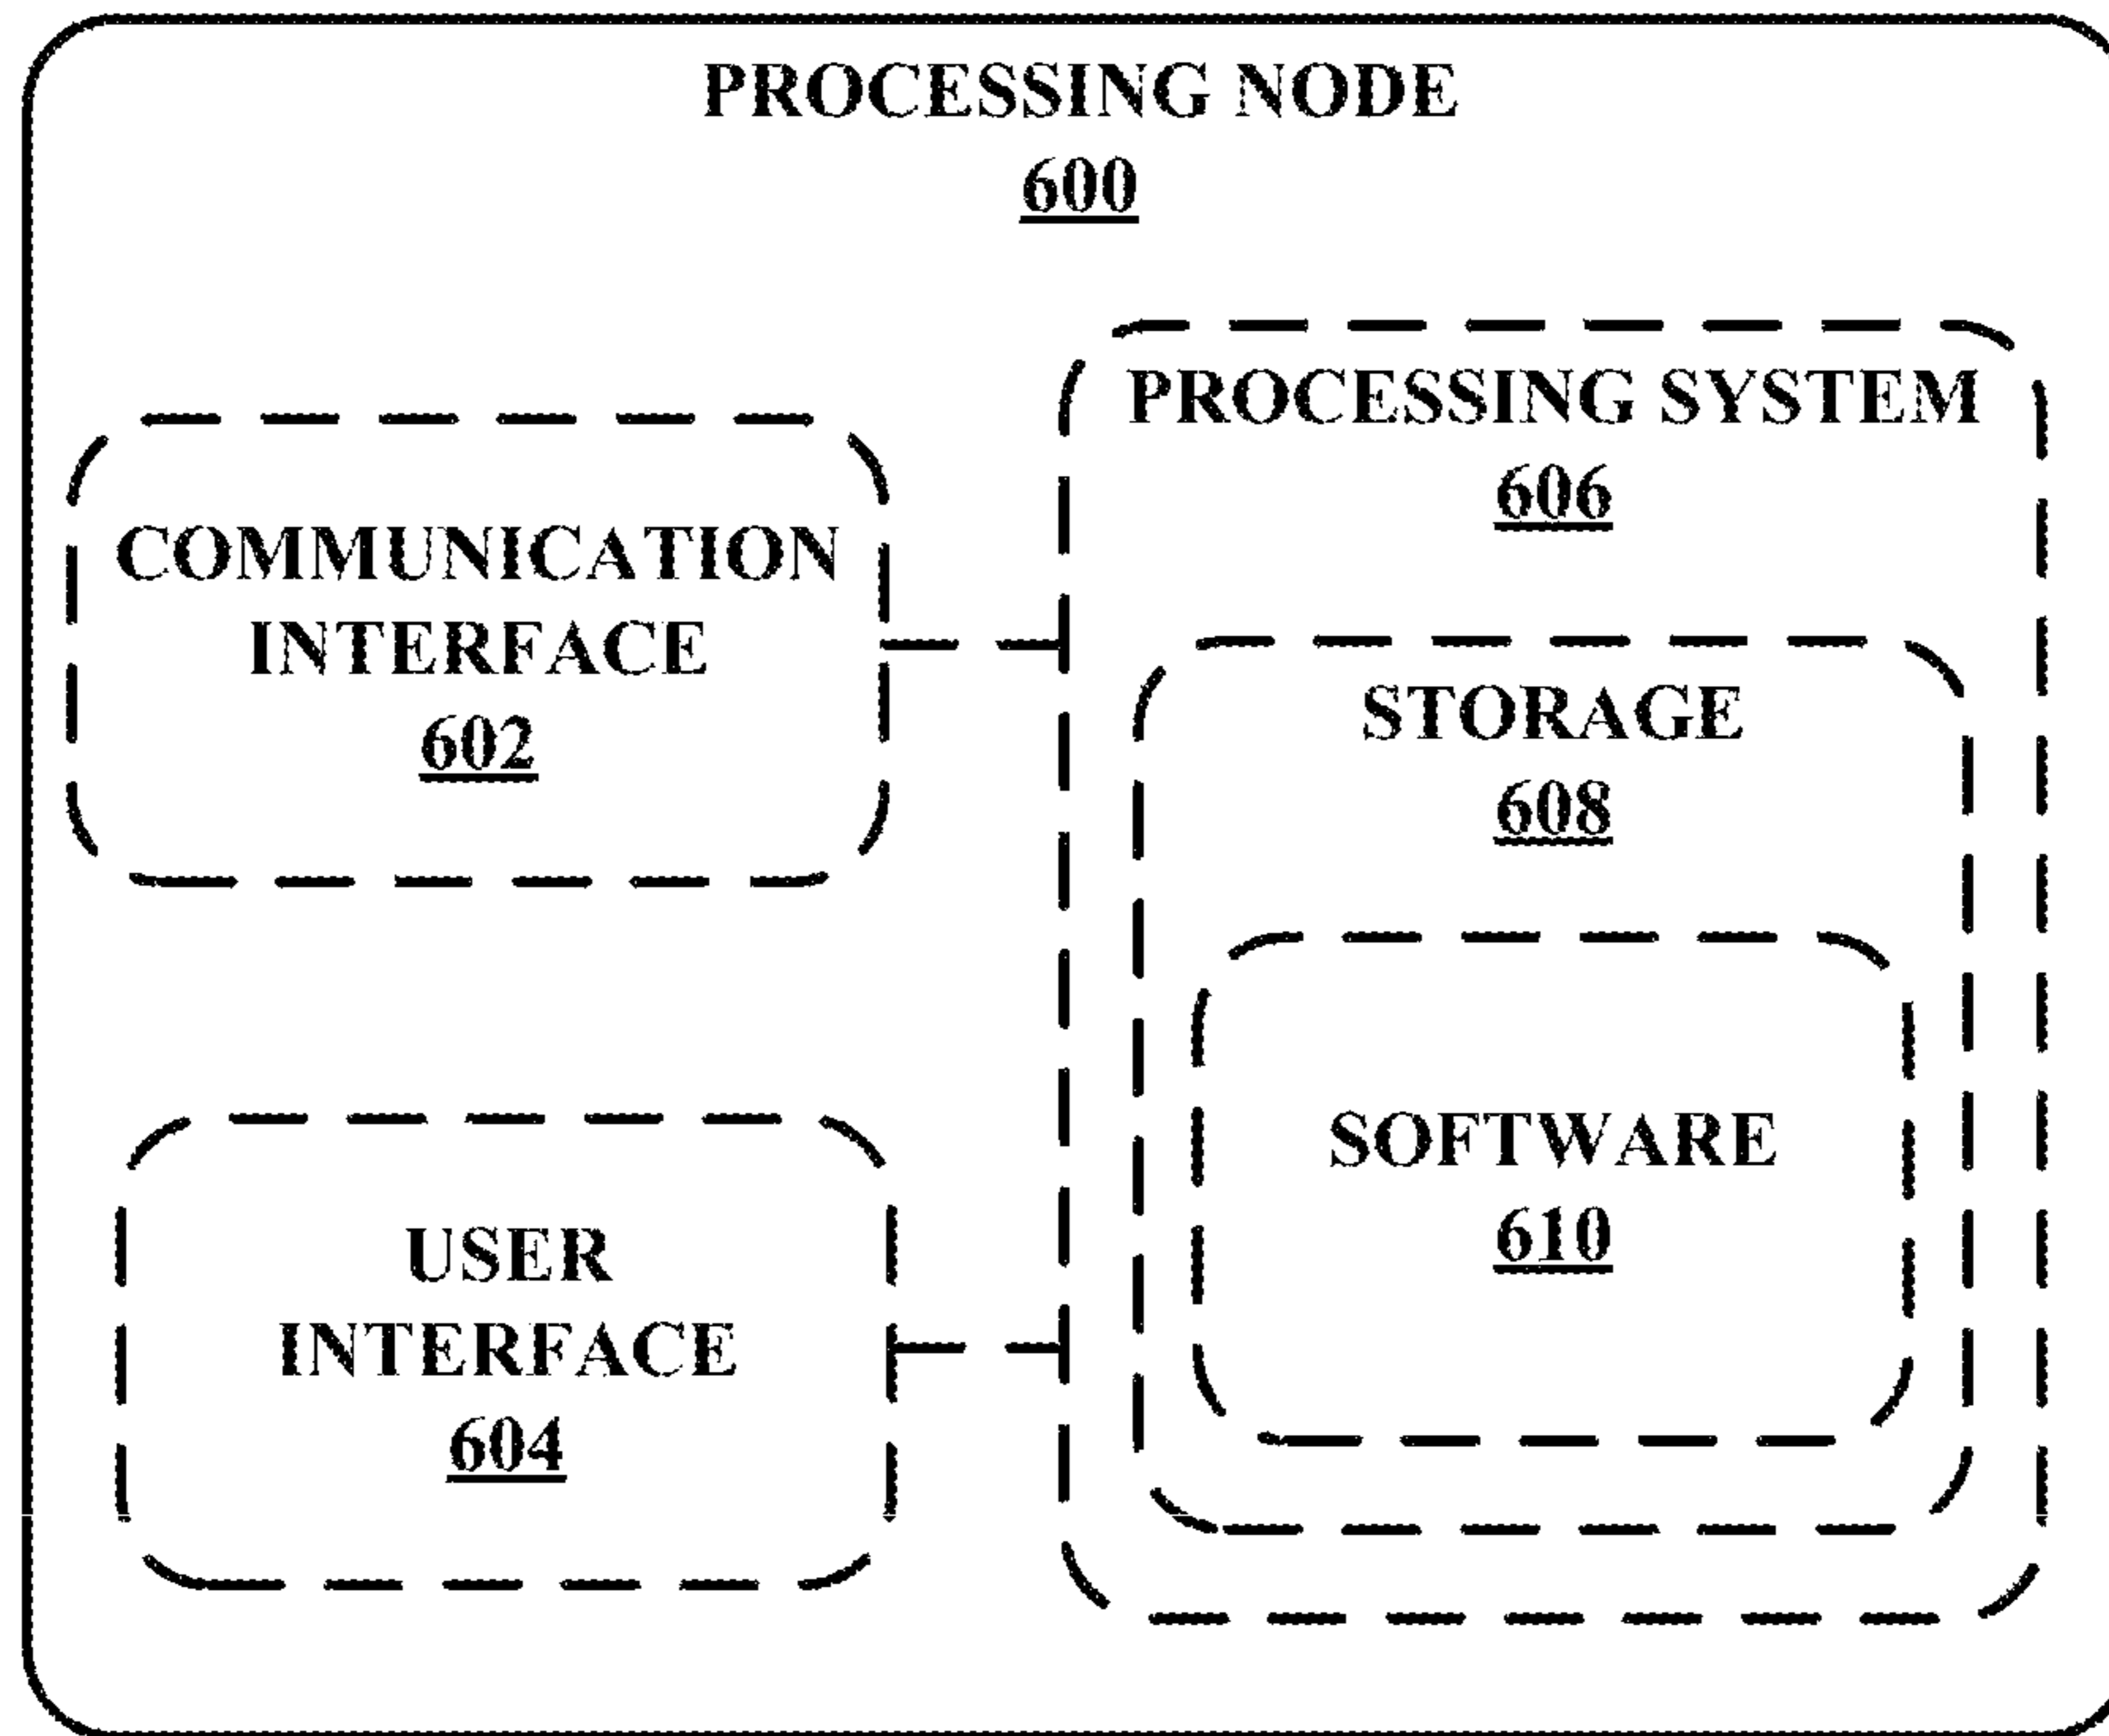 PROCESSING NODE
600
COMMUNICATION
INTERFACE
602
USER
INTERFACE
604
PROCESSING SYSTEM
606
STORAGE
608
SOFTWARE
610